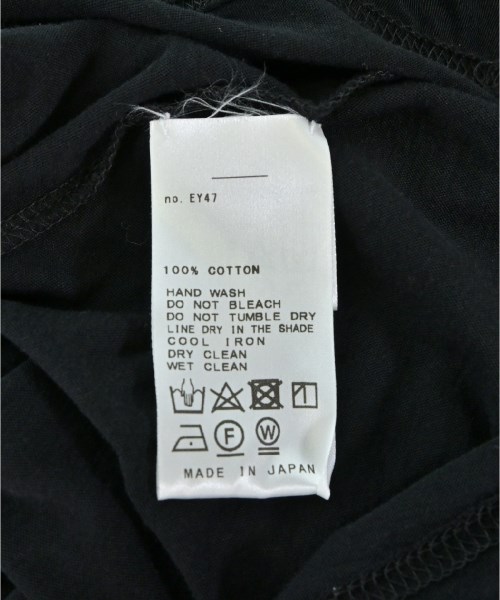 no. EY47
100% COTTON
HAND WASH
DO NOT BLEACH
DO NOT TUMBLE DRY
LINE DRY IN THE SHADE
COOL IRON
DRY CLEAN
WET CLEAN
F W
MADE IN JAPAN